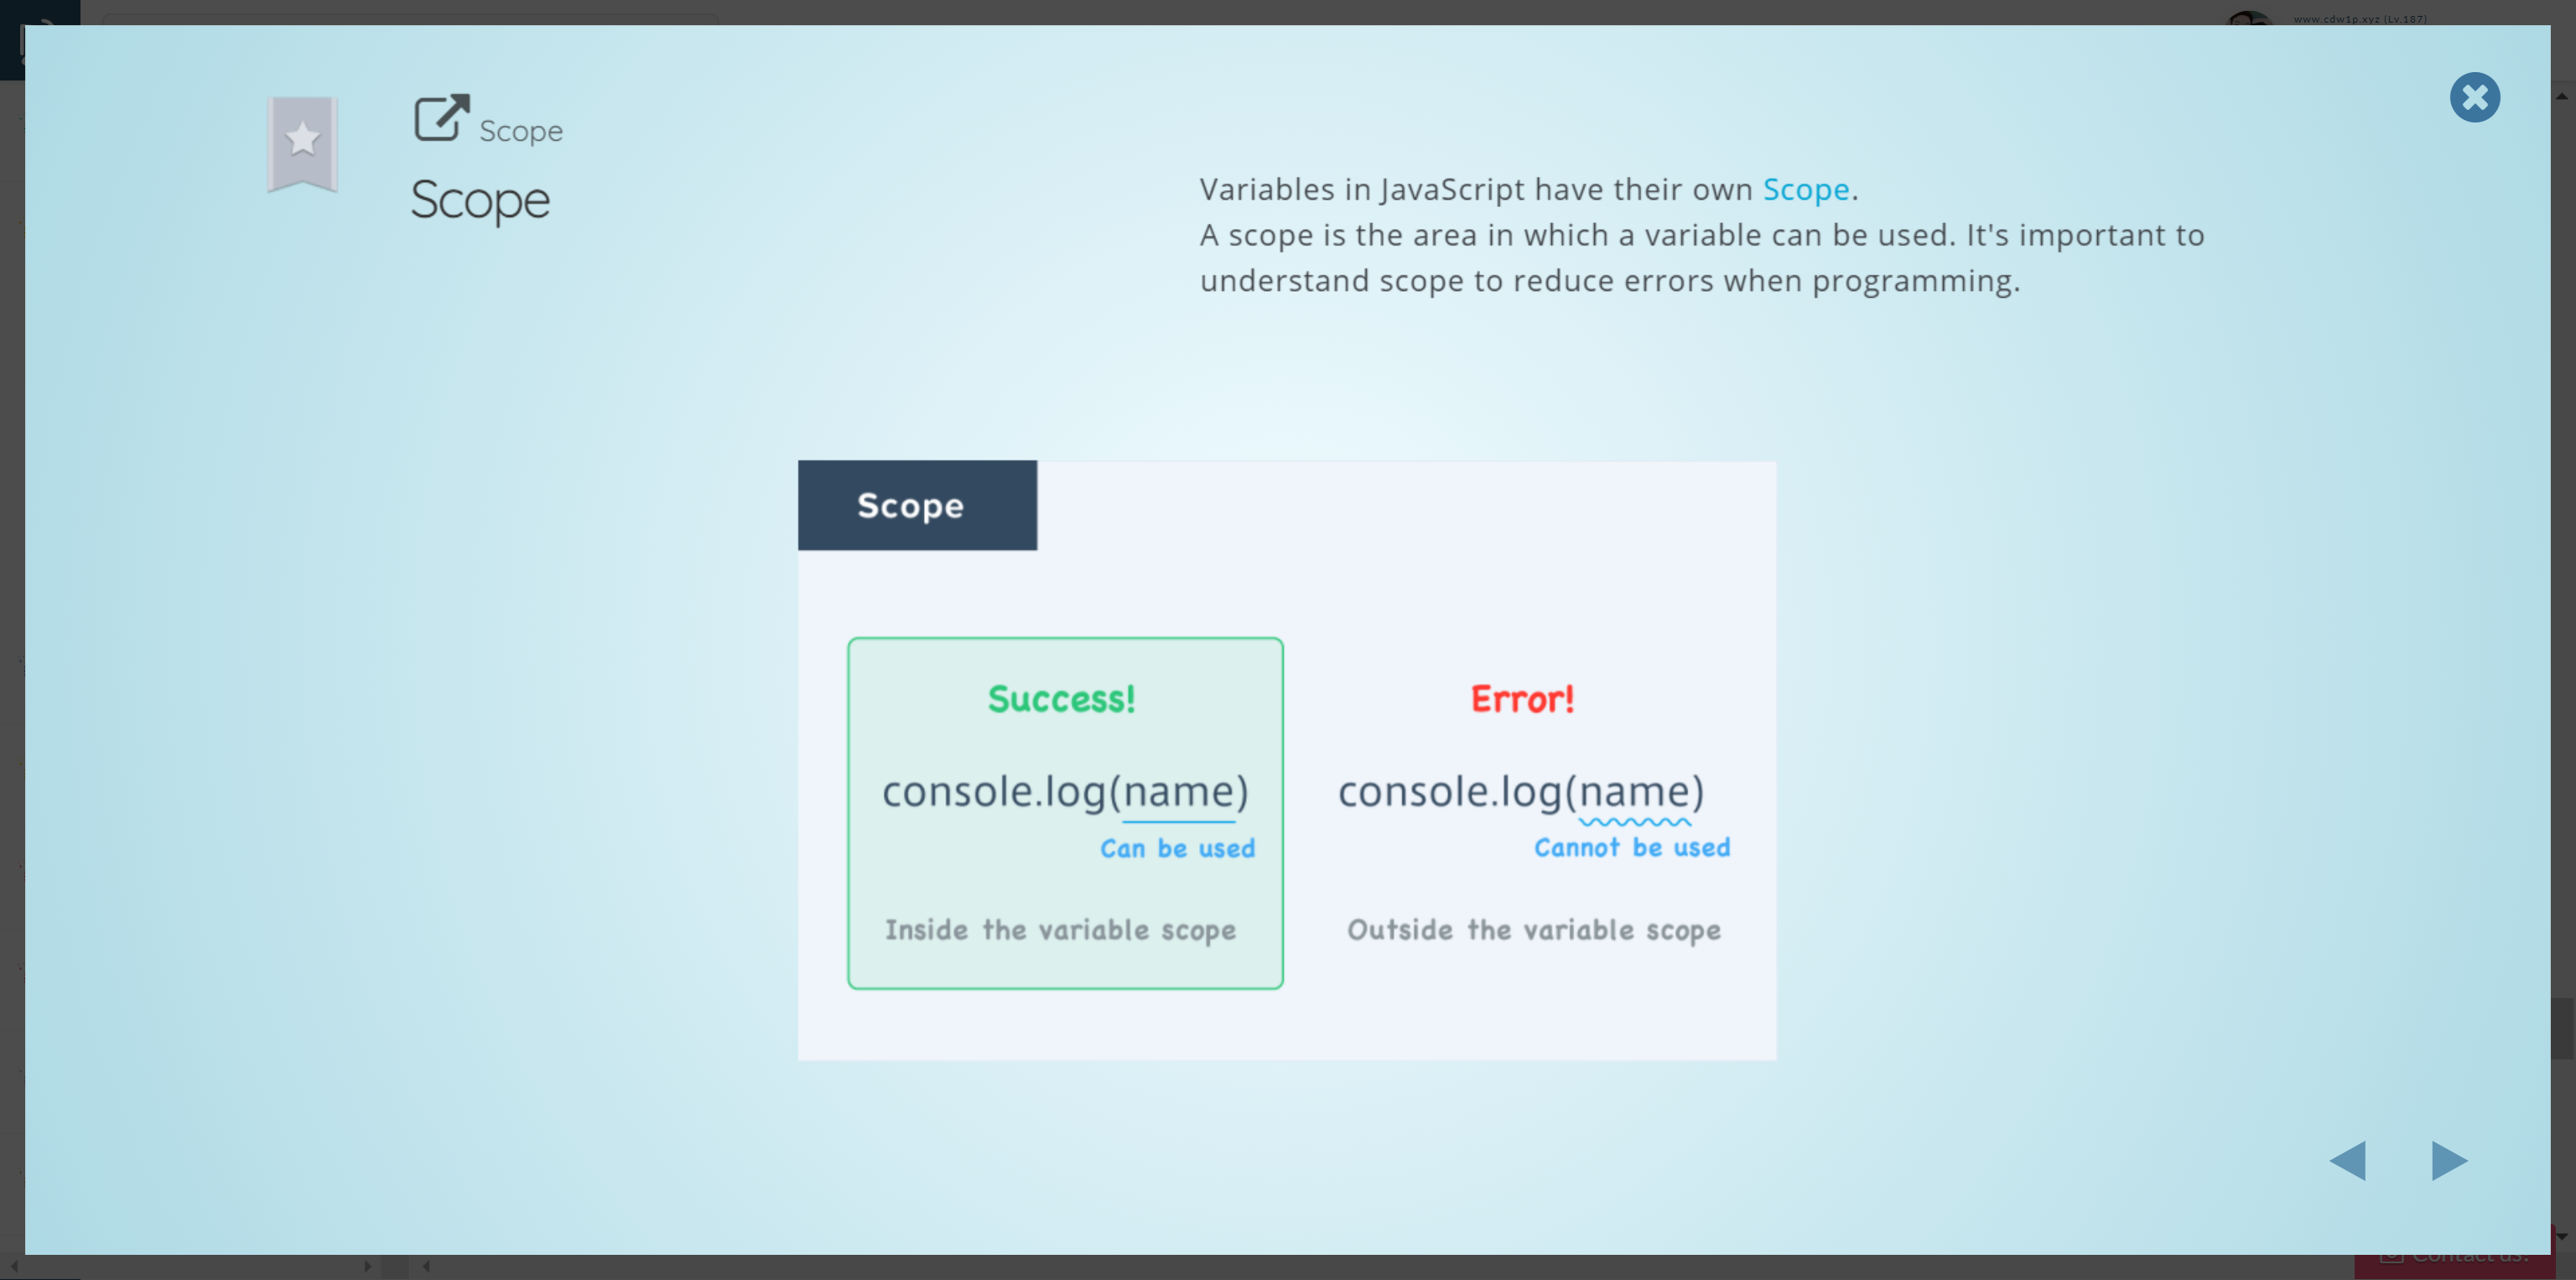 www.cdw1p.xyz (Lv.187)
Scope
Scope
Variables in JavaScript have their own Scope.
A scope is the area in which a variable can be used. It's important to
understand scope to reduce errors when programming.
Scope
Success!
Error!
console.log(name)
console.log(name)
Can be used
Cannot be used
Inside the variable scope
Outside the variable scope
Contact us!